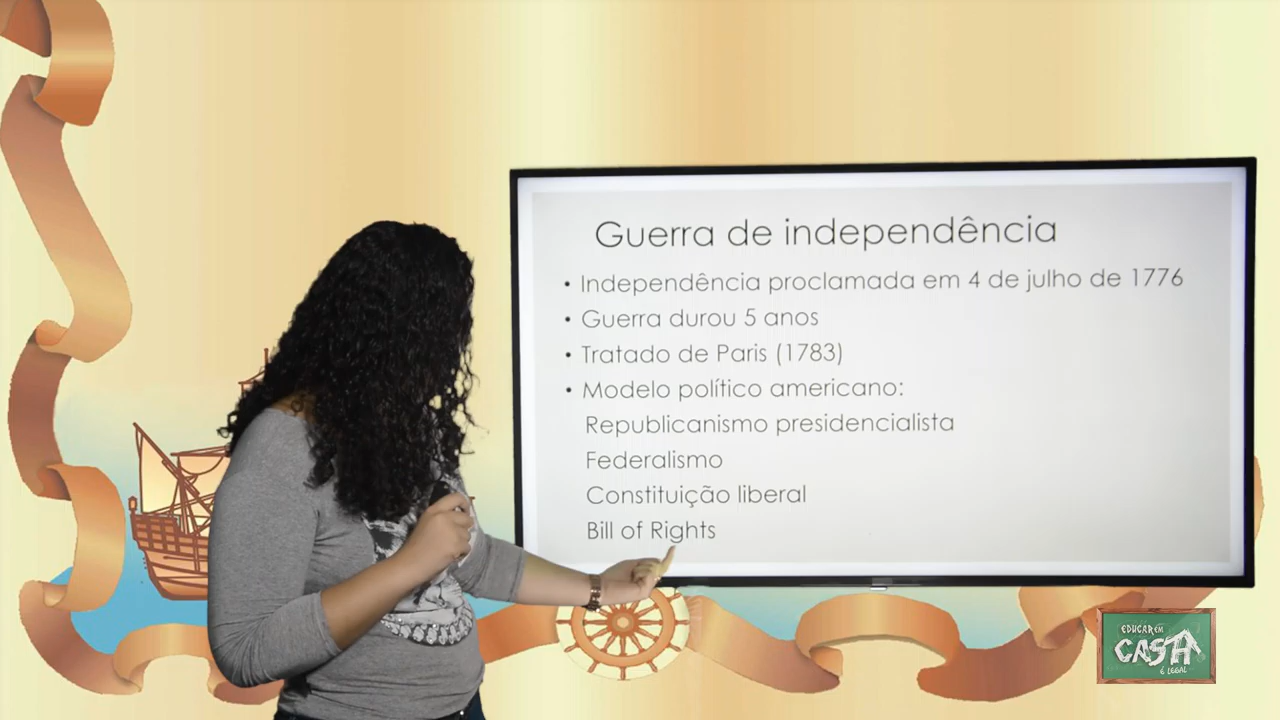 Guerra de independência
• Independência proclamada em 4 de julho de 1776
• Guerra durou 5 anos
• Tratado de Paris (1783)
• Modelo político americano:
Republicanismo presidencialista
Federalismo
Constituição liberal
Bill of Rights
EDUCAR EM
CASA
É LEGAL